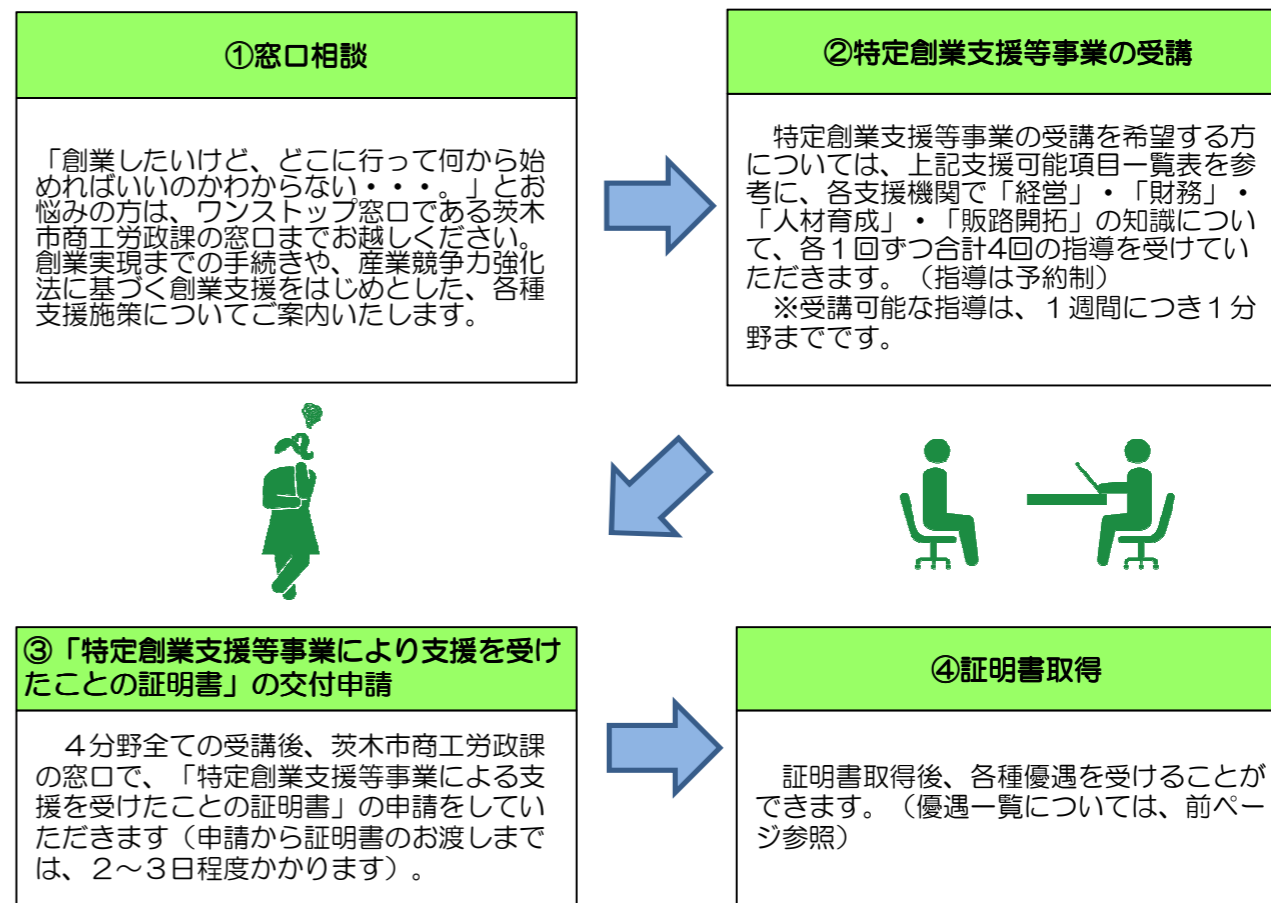 ①窓口相談
「創業したいけど、どこに行って何から始
めればいいのかわからない・・・。」とお
悩みの方は、ワンストップ窓口である茨木
市商工労政課の窓口までお越しください。
創業実現までの手続きや、産業競争力強化
法に基づく創業支援をはじめとした、各種
支援施策についてご案内いたします。
②特定創業支援等事業の受講
　特定創業支援等事業の受講を希望する方
については、上記支援可能項目一覧表を参
考に、各支援機関で「経営」・「財務」・
「人材育成」・「販路開拓」の知識につい
て、各１回ずつ合計4回の指導を受けてい
ただきます。（指導は予約制）
　※受講可能な指導は、１週間につき１分
野までです。
③「特定創業支援等事業により支援を受け
たことの証明書」の交付申請
　４分野全ての受講後、茨木市商工労政課
の窓口で、「特定創業支援等事業による支
援を受けたことの証明書」の申請をしてい
ただきます（申請から証明書のお渡しまで
は、２～３日程度かかります）.
④証明書取得
　証明書取得後、各種優遇を受けることが
できます。（優遇一覧については、前ペー
ジ参照）